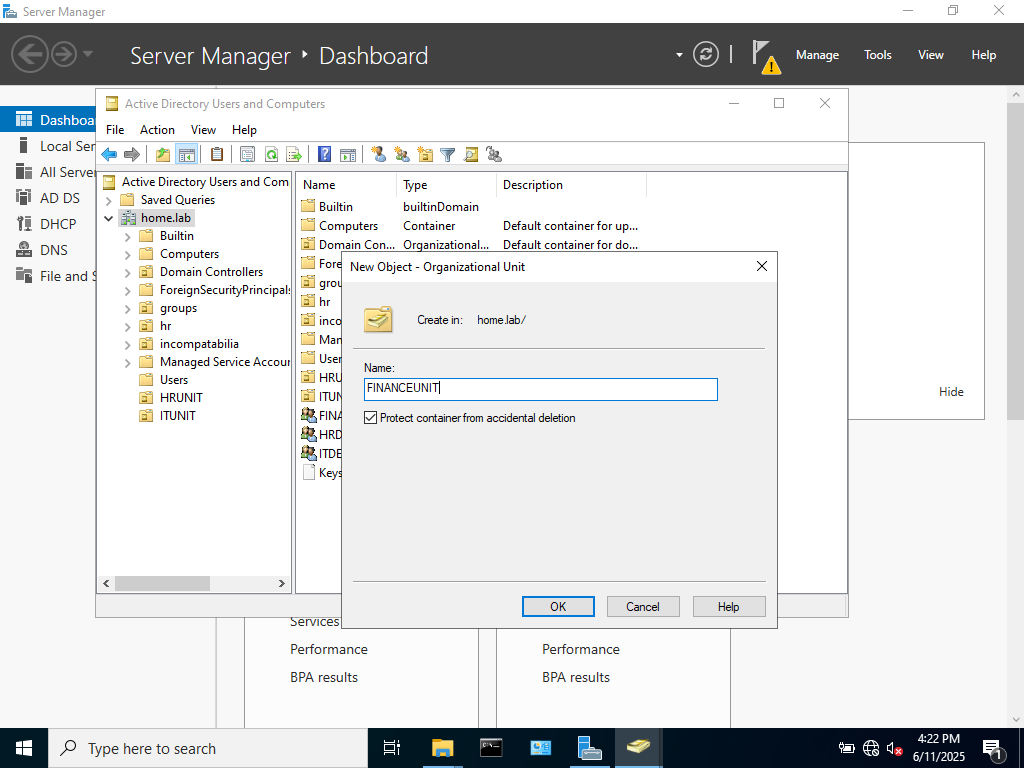 Server Manager
Server Manager • Dashboard
Manage Tools View Help
Dashboa
Local Ser
All Server
AD DS
DHCP
DNS
File and S
Active Directory Users and Computers
File Action View Help
Active Directory Users and Com
Saved Queries
home.lab
Builtin
Computers
Domain Controllers
ForeignSecurityPrincipals
groups
hr
incompatabilia
Managed Service Accour
Users
HRUNIT
ITUNIT
Name Type Description
Builtin builtinDomain
Computers Container Default container for up...
Domain Con... Organizational... Default container for do...
Fore
grou
hr
inco
Man
User
HRU
ITUN
FINA
HRD
ITDE
Keys
New Object - Organizational Unit
Create in: home.lab/
Name:
FINANCEUNIT
Protect container from accidental deletion
OK Cancel Help
Hide
Services
Performance
BPA results
Performance
BPA results
Type here to search
4:22 PM
6/11/2025
1